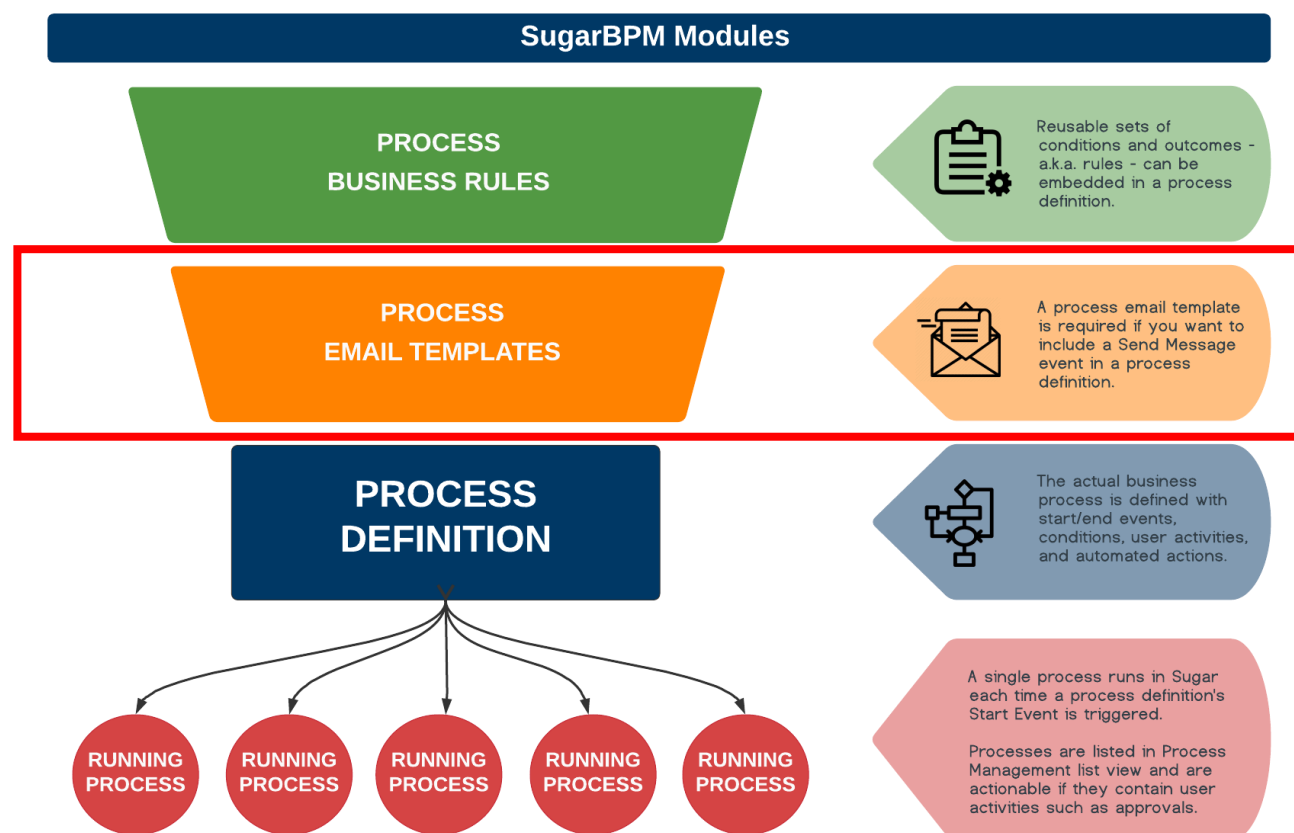 SugarBPM Modules
PROCESS
BUSINESS RULES
Reusable sets of
conditions and outcomes -
a.k.a. rules - can be
embedded in a process
definition.
PROCESS
EMAIL TEMPLATES
A process email template
is required if you want to
include a Send Message
event in a process
definition.
PROCESS
DEFINITION
The actual business
process is defined with
start/end events,
conditions, user activities,
and automated actions.
A single process runs in Sugar
each time a process definition's
Start Event is triggered.
Processes are listed in Process
Management list view and are
actionable if they contain user
activities such as approvals.
RUNNING
PROCESS
RUNNING
PROCESS
RUNNING
PROCESS
RUNNING
PROCESS
RUNNING
PROCESS